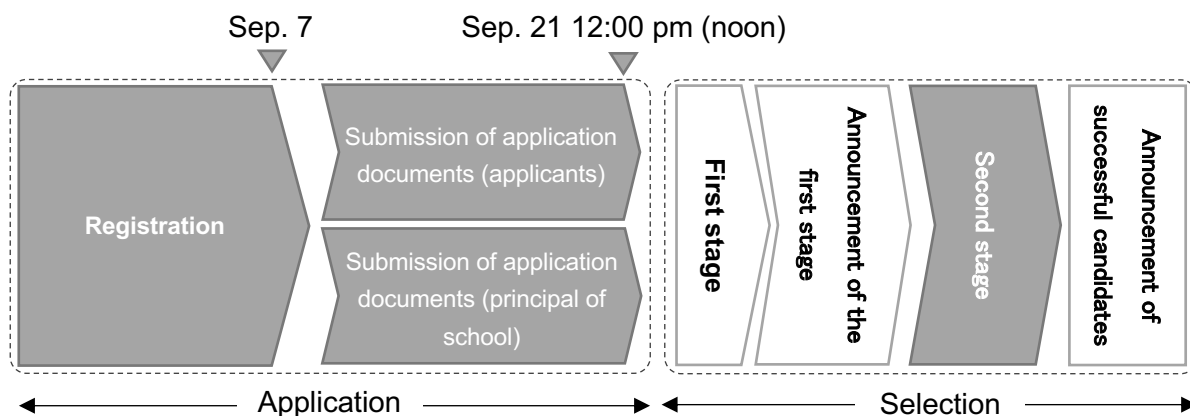 Sep. 7
Sep. 21 12:00 pm (noon)
Registration
Submission of application
documents (applicants)
Submission of application
documents (principal of
school)
First stage
Announcement of the
first stage
Second stage
Announcement of
successful candidates
Application
Selection